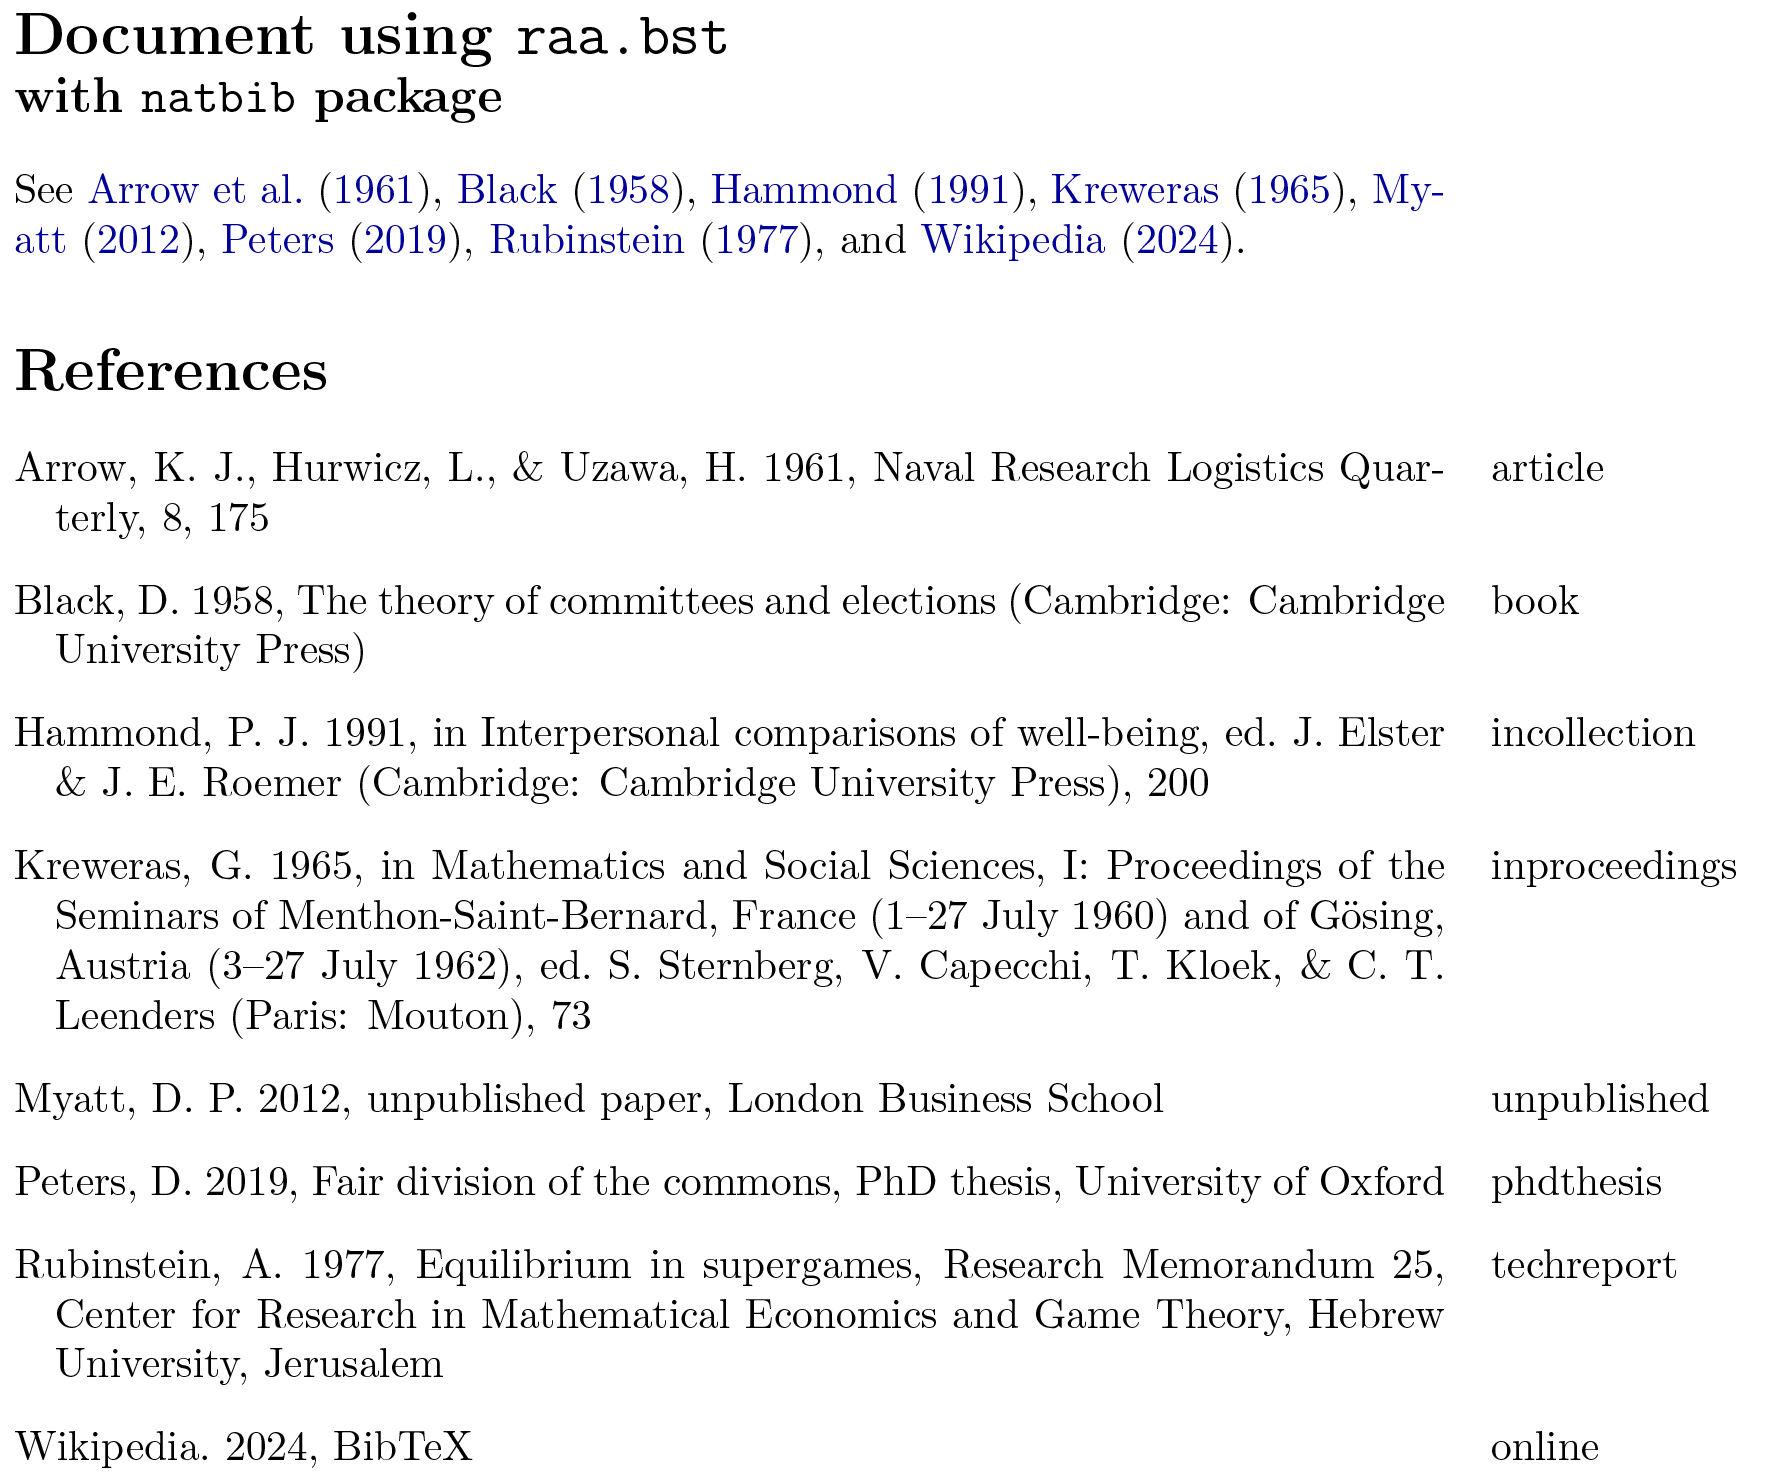 Document using raa.bst
with natbib package
See Arrow et al. (1961), Black (1958), Hammond (1991), Kreweras (1965), My-
att (2012), Peters (2019), Rubinstein (1977), and Wikipedia (2024).
References
Arrow, K. J., Hurwicz, L., & Uzawa, H. 1961, Naval Research Logistics Quar- article
terly, 8, 175
Black, D. 1958, The theory of committees and elections (Cambridge: Cambridge book
University Press)
Hammond, P. J. 1991, in Interpersonal comparisons of well-being, ed. J. Elster incollection
& J. E. Roemer (Cambridge: Cambridge University Press), 200
Kreweras, G. 1965, in Mathematics and Social Sciences, I: Proceedings of the inproceedings
Seminars of Menthon-Saint-Bernard, France (1–27 July 1960) and of Gösing,
Austria (3–27 July 1962), ed. S. Sternberg, V. Capecchi, T. Kloek, & C. T.
Leenders (Paris: Mouton), 73
Myatt, D. P. 2012, unpublished paper, London Business School unpublished
Peters, D. 2019, Fair division of the commons, PhD thesis, University of Oxford phdthesis
Rubinstein, A. 1977, Equilibrium in supergames, Research Memorandum 25, techreport
Center for Research in Mathematical Economics and Game Theory, Hebrew
University, Jerusalem
Wikipedia. 2024, BibTeX online